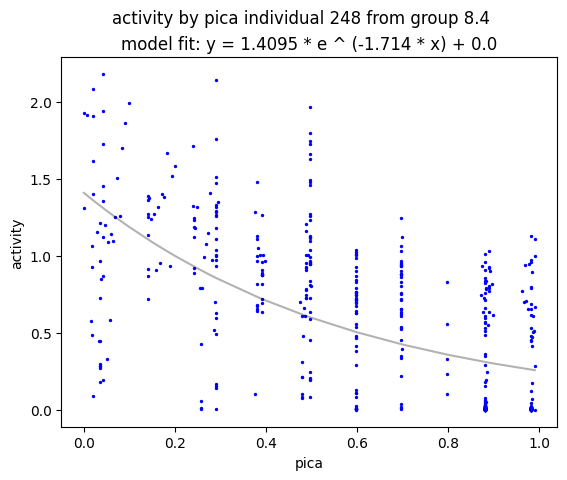 activity by pica individual 248 from group 8.4
model fit: y = 1.4095 * e ^ (-1.714 * x) + 0.0
2.0
1.5
1.0
0.5
0.0
activity
0.0 0.2 0.4 0.6 0.8 1.0
pica